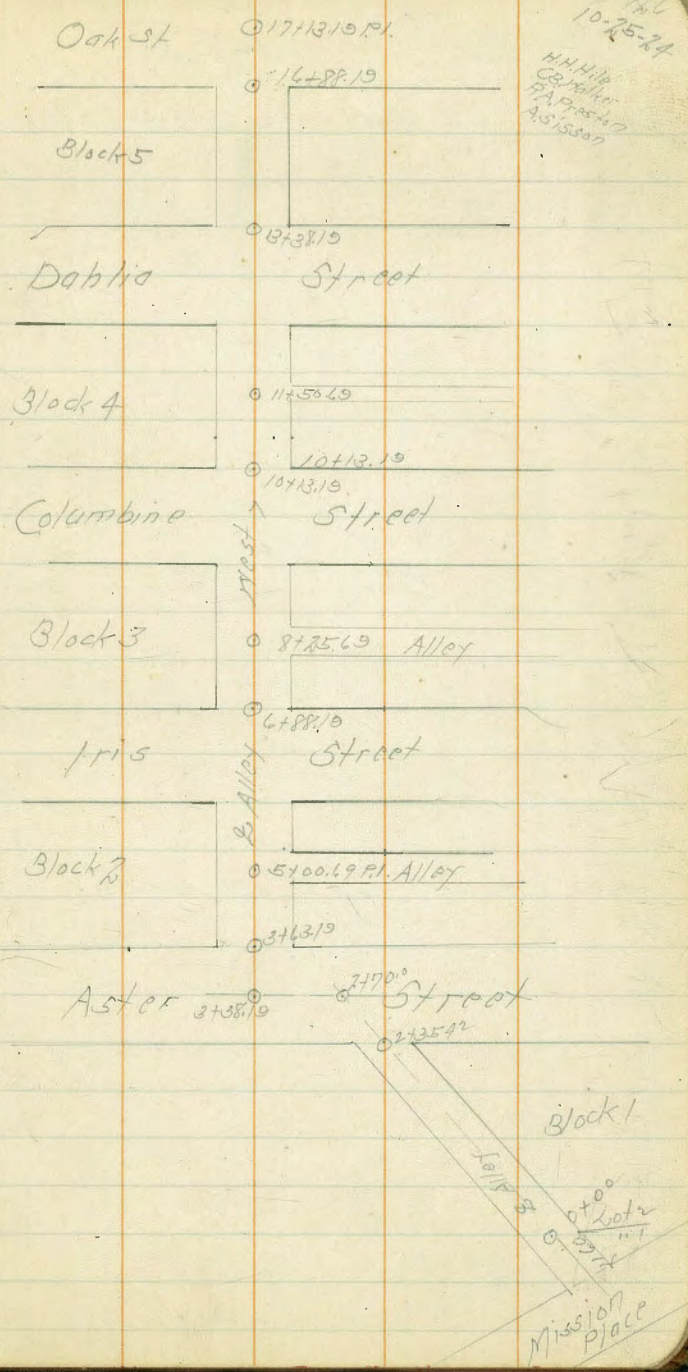 10-25-24
Oak st
17+13.19 P.I.
16+88.19
H.H.Hile
C.B.Walker
R.A.Preston
A.Sisson
Block 5
13+38.19
Dahlia Street
Block 4
11+50.69
10+13.19
10+13.19
Columbine Street
West
Block 3
8+25.69 Alley
6+88.19
Iris Street
Alley
Block 2
5+00.69 P.I. Alley
3+63.19
2+70.0
Aster Street
3+38.19
2+35.42
Block 1
Alley
0+00
Lot 2
" 1
Mission
Place